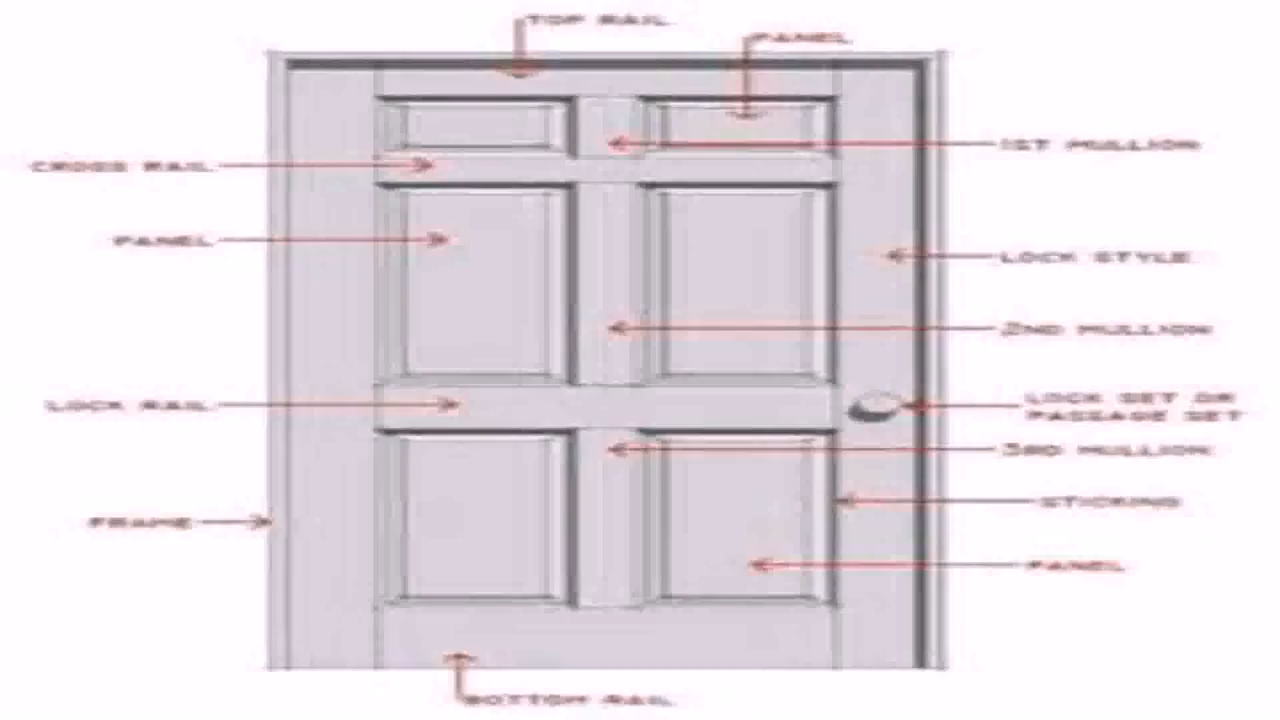 TOP RAIL
PANEL
1ST MULLION
CROSS RAIL
PANEL
LOCK STYLE
2ND MULLION
LOCK RAIL
LOCK SET OR
PASSAGE SET
3RD MULLION
STICKING
FRAME
PANEL
BOTTOM RAIL